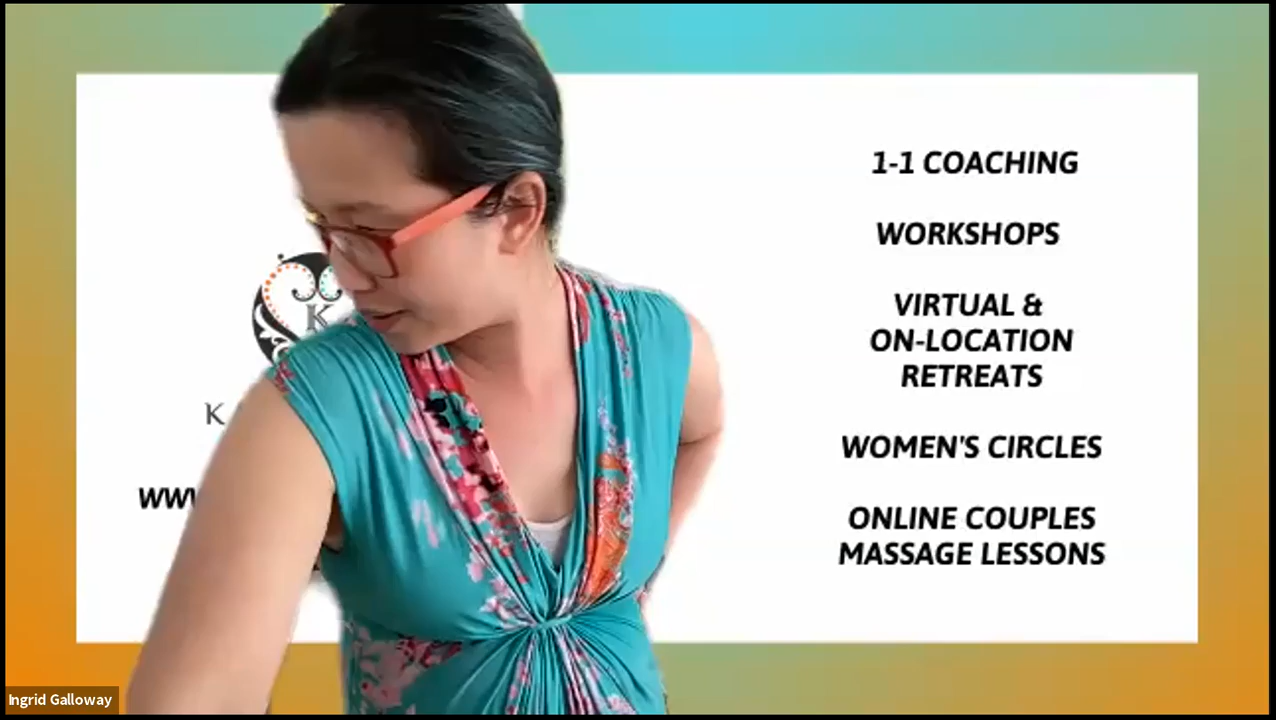 K
K
1-1 COACHING
WORKSHOPS
VIRTUAL &
ON-LOCATION
RETREATS
WOMEN'S CIRCLES
ONLINE COUPLES
MASSAGE LESSONS
Ingrid Galloway